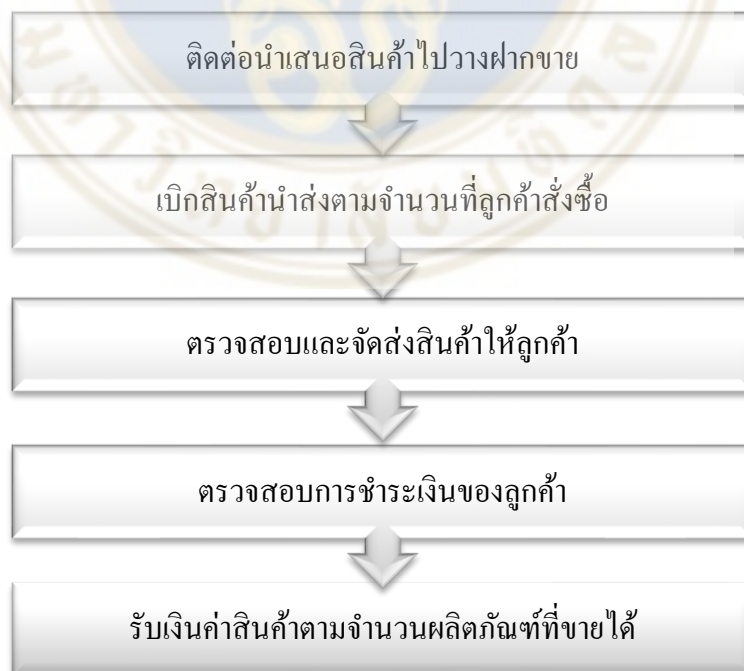 ติดต่อนำเสนอสินค้าไปวางฝากขาย
เบิกสินค้านำส่งตามจำนวนที่ลูกค้าสั่งซื้อ
ตรวจสอบและจัดส่งสินค้าให้ลูกค้า
ตรวจสอบการชำระเงินของลูกค้า
รับเงินค่าสินค้าตามจำนวนผลิตภัณฑ์ที่ขายได้